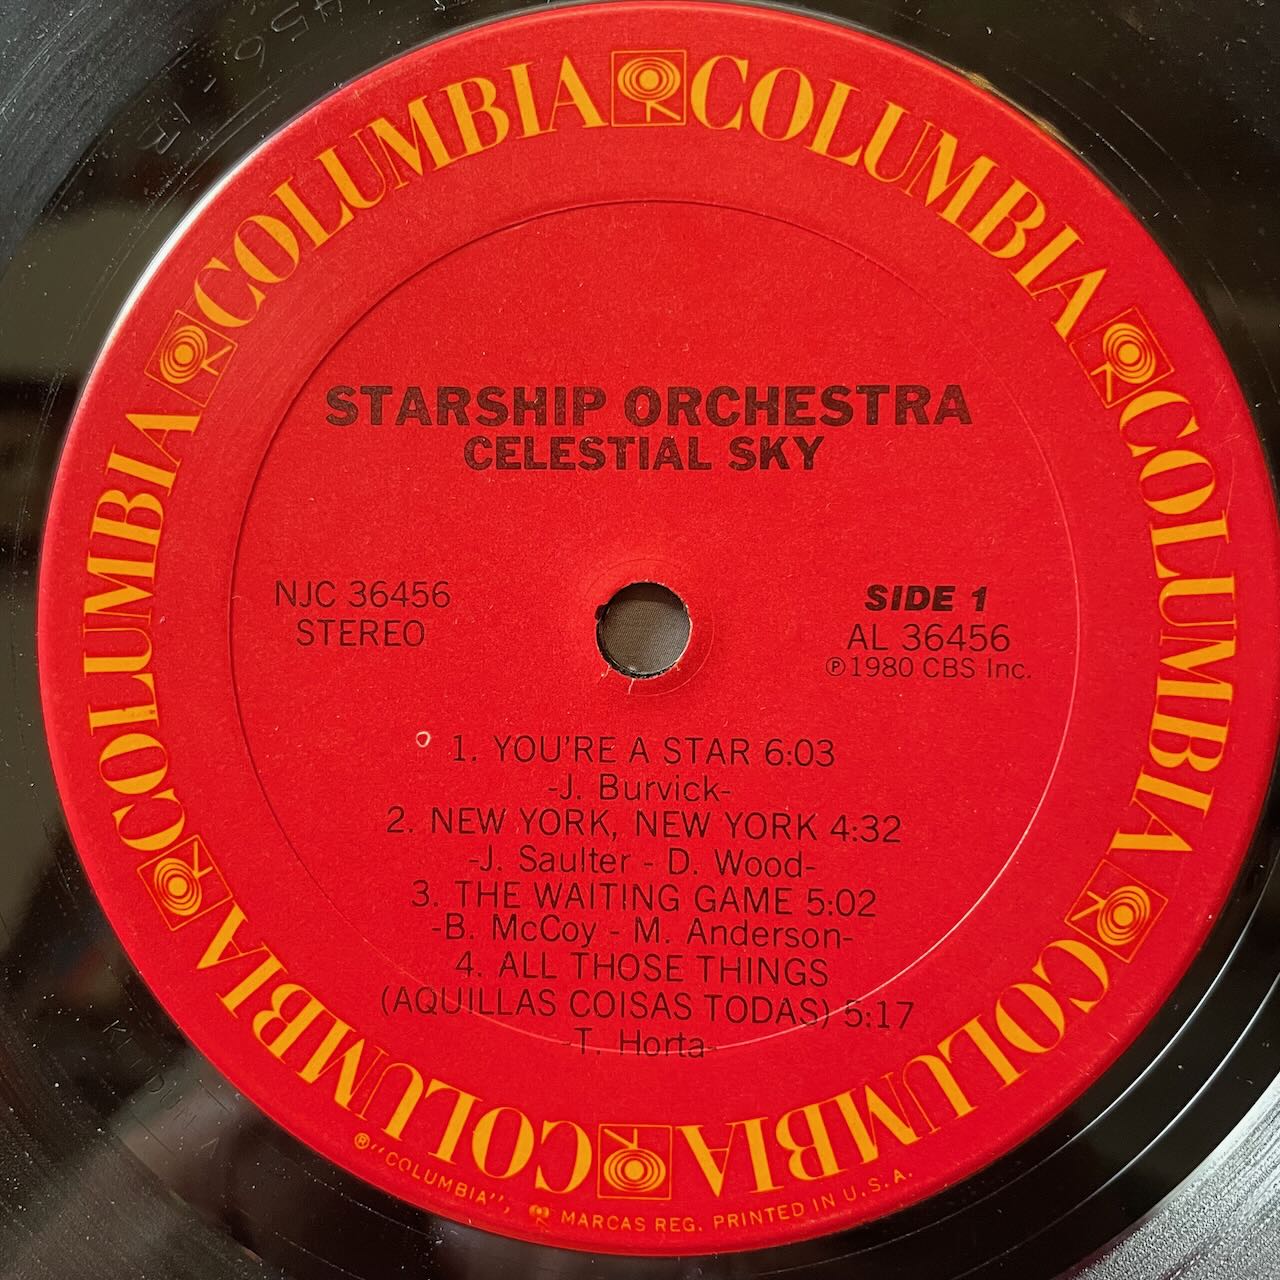 COLUMBIA COLUMBIA COLUMBIA COLUMBIA COLUMBIA COLUMBIA
STARSHIP ORCHESTRA
CELESTIAL SKY
NJC 36456
STEREO
SIDE 1
AL 36456
℗1980 CBS Inc.
1. YOU'RE A STAR 6:03
-J. Burvick-
2. NEW YORK, NEW YORK 4:32
-J. Saulter - D. Wood-
3. THE WAITING GAME 5:02
-B. McCoy - M. Anderson-
4. ALL THOSE THINGS
(AQUILLAS COISAS TODAS) 5:17
-T. Horta-
®"COLUMBIA", MARCAS REG. PRINTED IN U.S.A.